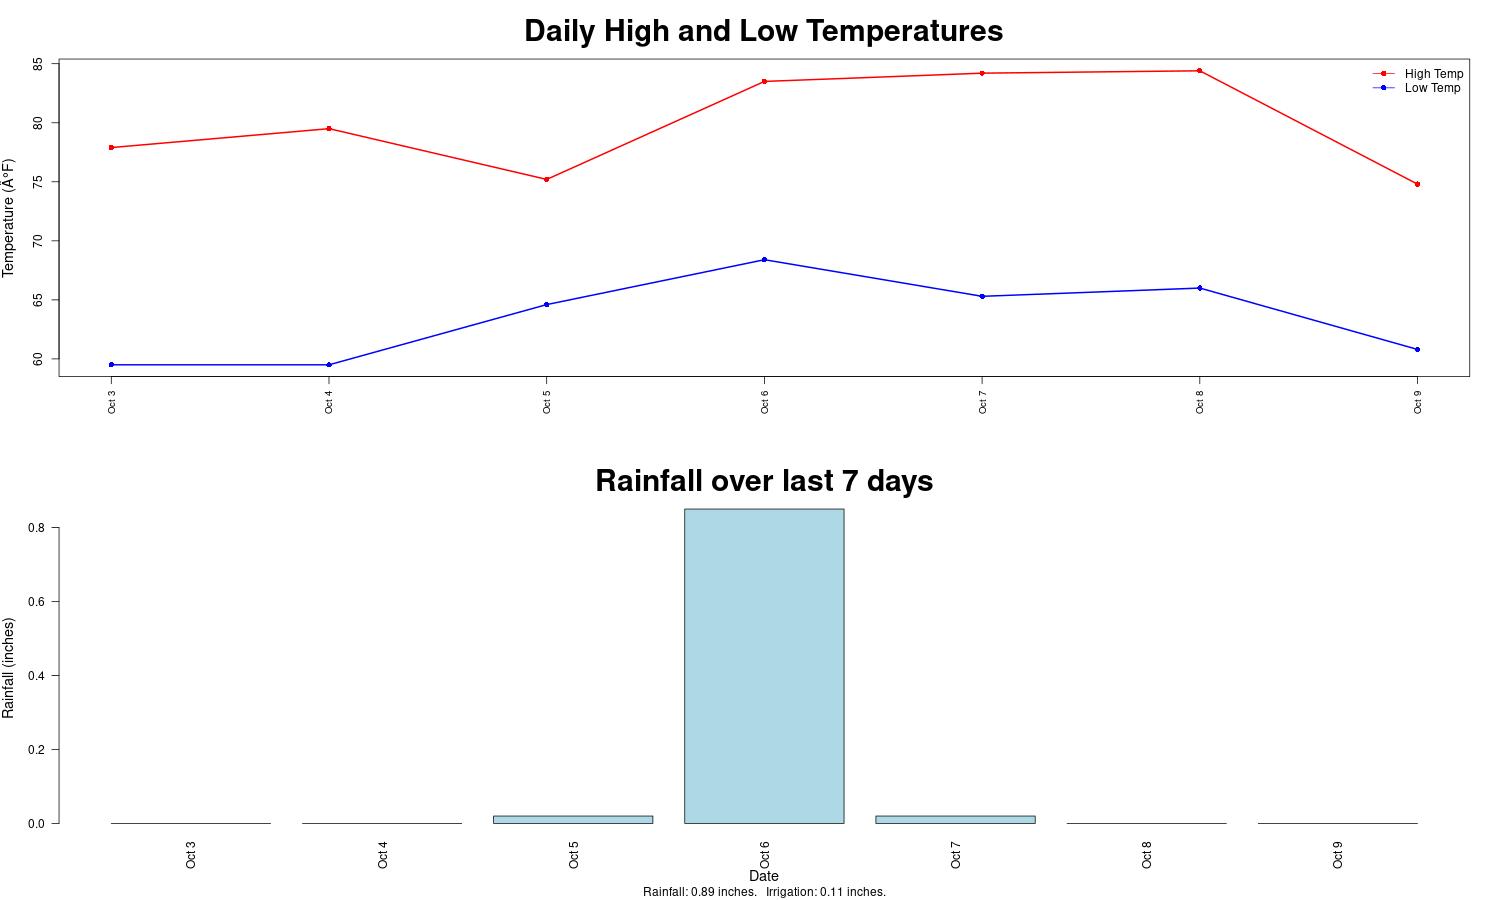 Daily High and Low Temperatures
Temperature (Â°F)
85
80
75
70
65
60
High Temp
Low Temp
Oct 3
Oct 4
Oct 5
Oct 6
Oct 7
Oct 8
Oct 9
Rainfall over last 7 days
Rainfall (inches)
0.8
0.6
0.4
0.2
0.0
Oct 3
Oct 4
Oct 5
Oct 6
Oct 7
Oct 8
Oct 9
Date
Rainfall: 0.89 inches. Irrigation: 0.11 inches.